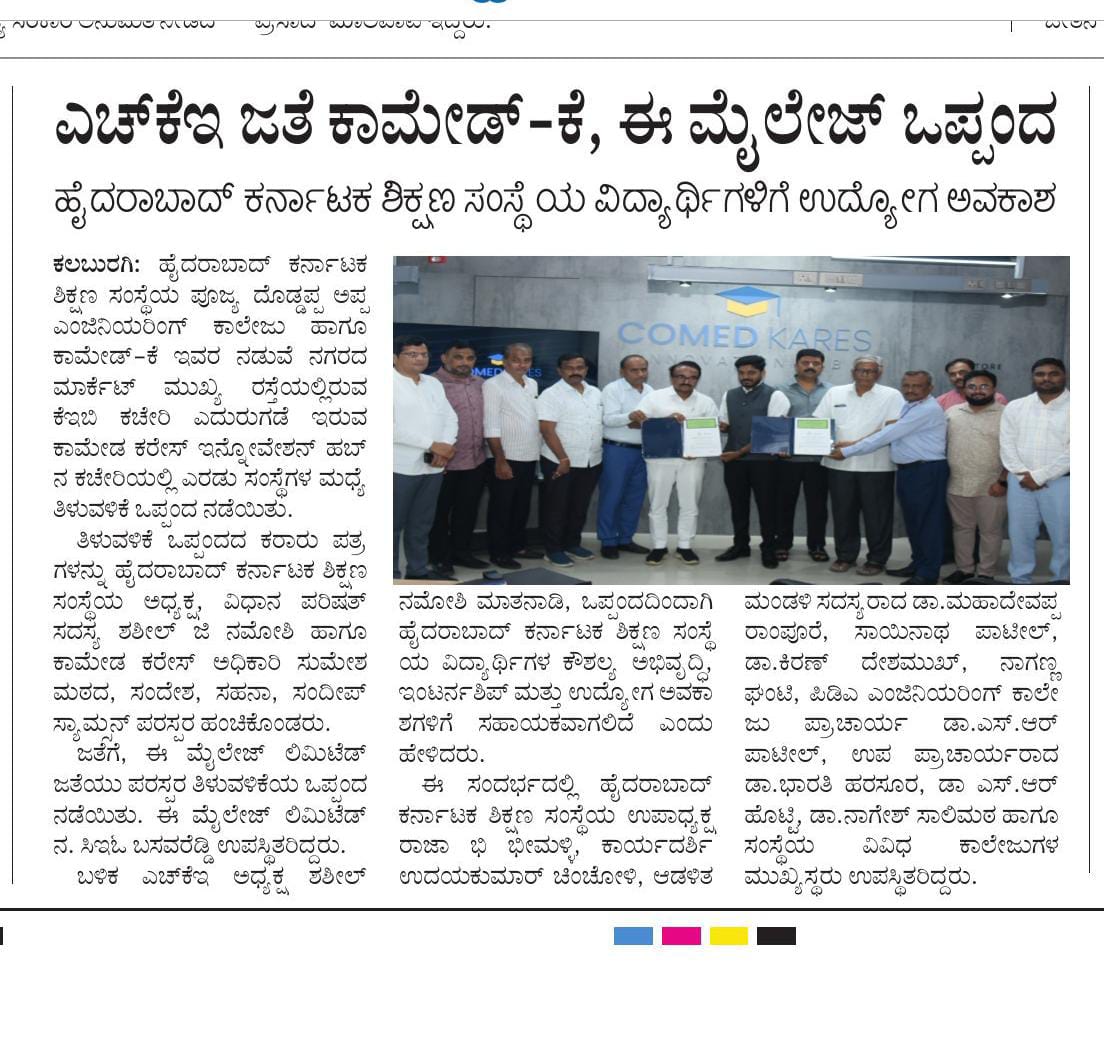 ಎಚ್‌ಕೆಇ ಜತೆ ಕಾಮೇಡ್-ಕೆ, ಈ ಮೈಲೇಜ್ ಒಪ್ಪಂದ
ಹೈದರಾಬಾದ್ ಕರ್ನಾಟಕ ಶಿಕ್ಷಣ ಸಂಸ್ಥೆ ಯ ವಿದ್ಯಾರ್ಥಿಗಳಿಗೆ ಉದ್ಯೋಗ ಅವಕಾಶ
ಕಲಬುರಗಿ: ಹೈದರಾಬಾದ್ ಕರ್ನಾಟಕ
ಶಿಕ್ಷಣ ಸಂಸ್ಥೆಯ ಪೂಜ್ಯ ದೊಡ್ಡಪ್ಪ ಅಪ್ಪ
ಎಂಜಿನಿಯರಿಂಗ್ ಕಾಲೇಜು ಹಾಗೂ
ಕಾಮೇಡ್-ಕೆ ಇವರ ನಡುವೆ ನಗರದ
ಮಾರ್ಕೆಟ್ ಮುಖ್ಯ ರಸ್ತೆಯಲ್ಲಿರುವ
ಕೆಇಬಿ ಕಚೇರಿ ಎದುರುಗಡೆ ಇರುವ
ಕಾಮೇಡ ಕರೇಸ್ ಇನ್ನೋವೇಶನ್ ಹಬ್
ನ ಕಚೇರಿಯಲ್ಲಿ ಎರಡು ಸಂಸ್ಥೆಗಳ ಮಧ್ಯೆ
ತಿಳುವಳಿಕೆ ಒಪ್ಪಂದ ನಡೆಯಿತು.
ತಿಳುವಳಿಕೆ ಒಪ್ಪಂದದ ಕರಾರು ಪತ್ರ
ಗಳನ್ನು ಹೈದರಾಬಾದ್ ಕರ್ನಾಟಕ ಶಿಕ್ಷಣ
ಸಂಸ್ಥೆಯ ಅಧ್ಯಕ್ಷ, ವಿಧಾನ ಪರಿಷತ್
ಸದಸ್ಯ ಶಶೀಲ್ ಜಿ ನಮೋಶಿ ಹಾಗೂ
ಕಾಮೇಡ ಕರೇಸ್ ಅಧಿಕಾರಿ ಸುಮೇಶ
ಮಠದ, ಸಂದೇಶ, ಸಹನಾ, ಸಂದೀಪ್
ಸ್ಯಾಮ್ಸನ್ ಪರಸ್ಪರ ಹಂಚಿಕೊಂಡರು.
ಜತೆಗೆ, ಈ ಮೈಲೇಜ್ ಲಿಮಿಟೆಡ್
ಜತೆಯು ಪರಸ್ಪರ ತಿಳುವಳಿಕೆಯ ಒಪ್ಪಂದ
ನಡೆಯಿತು. ಈ ಮೈಲೇಜ್ ಲಿಮಿಟೆಡ್
ನ. ಸಿಇಓ ಬಸವರೆಡ್ಡಿ ಉಪಸ್ಥಿತರಿದ್ದರು.
ಬಳಿಕ ಎಚ್‌ಕೆಇ ಅಧ್ಯಕ್ಷ ಶಶೀಲ್
COMED KARES
ನಮೋಶಿ ಮಾತನಾಡಿ, ಒಪ್ಪಂದದಿಂದಾಗಿ
ಹೈದರಾಬಾದ್ ಕರ್ನಾಟಕ ಶಿಕ್ಷಣ ಸಂಸ್ಥೆ
ಯ ವಿದ್ಯಾರ್ಥಿಗಳ ಕೌಶಲ್ಯ ಅಭಿವೃದ್ಧಿ,
ಇಂಟರ್ನಶಿಪ್ ಮತ್ತು ಉದ್ಯೋಗ ಅವಕಾ
ಶಗಳಿಗೆ ಸಹಾಯಕವಾಗಲಿದೆ ಎಂದು
ಹೇಳಿದರು.
ಈ ಸಂದರ್ಭದಲ್ಲಿ ಹೈದರಾಬಾದ್
ಕರ್ನಾಟಕ ಶಿಕ್ಷಣ ಸಂಸ್ಥೆಯ ಉಪಾಧ್ಯಕ್ಷ
ರಾಜಾ ಭಿ ಭೀಮಳ್ಳಿ, ಕಾರ್ಯದರ್ಶಿ
ಉದಯಕುಮಾರ್ ಚಿಂಚೋಳಿ, ಆಡಳಿತ
ಮಂಡಳಿ ಸದಸ್ಯರಾದ ಡಾ.ಮಹಾದೇವಪ್ಪ
ರಾಂಪೂರೆ, ಸಾಯಿನಾಥ ಪಾಟೀಲ್,
ಡಾ.ಕಿರಣ್ ದೇಶಮುಖ್, ನಾಗಣ್ಣ
ಘಂಟಿ, ಪಿಡಿಎ ಎಂಜಿನಿಯರಿಂಗ್ ಕಾಲೇ
ಜು ಪ್ರಾಚಾರ್ಯ ಡಾ.ಎಸ್.ಆರ್
ಪಾಟೀಲ್, ಉಪ ಪ್ರಾಚಾರ್ಯರಾದ
ಡಾ.ಭಾರತಿ ಹರಸೂರ, ಡಾ ಎಸ್.ಆರ್
ಹೊಟ್ಟಿ, ಡಾ.ನಾಗೇಶ್ ಸಾಲಿಮಠ ಹಾಗೂ
ಸಂಸ್ಥೆಯ ವಿವಿಧ ಕಾಲೇಜುಗಳ
ಮುಖ್ಯಸ್ಥರು ಉಪಸ್ಥಿತರಿದ್ದರು.